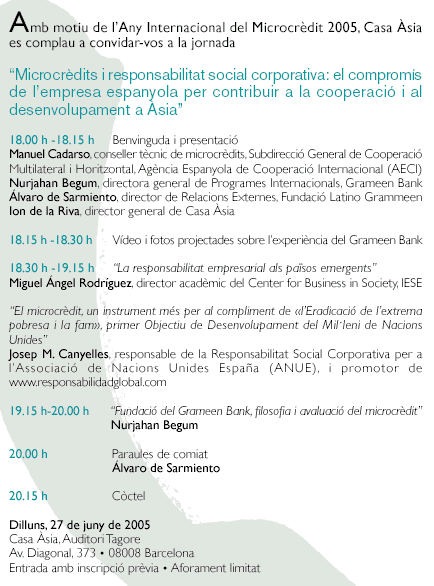 Amb motiu de l'Any Internacional del Microcrèdit 2005, Casa Àsia
es complau a convidar-vos a la jornada
"Microcrèdits i responsabilitat social corporativa: el compromís
de l'empresa espanyola per contribuir a la cooperació i al
desenvolupament a Àsia"
18.00 h -18.15 h Benvinguda i presentació
Manuel Cadarso, conseller tècnic de microcrèdits, Subdirecció General de Cooperació
Multilateral i Horitzontal, Agència Espanyola de Cooperació Internacional (AECI)
Nurjahan Begum, directora general de Programes Internacionals, Grameen Bank
Álvaro de Sarmiento, director de Relacions Externes, Fundació Latino Grammeen
Ion de la Riva, director general de Casa Àsia
18.15 h -18.30 h Vídeo i fotos projectades sobre l'experiència del Grameen Bank
18.30 h -19.15 h "La responsabilitat empresarial als països emergents"
Miguel Ángel Rodríguez, director acadèmic del Center for Business in Society, IESE
"El microcrèdit, un instrument més per al compliment de «l'Eradicació de l'extrema
pobresa i la fam», primer Objectiu de Desenvolupament del Mil·leni de Nacions
Unides"
Josep M. Canyelles, responsable de la Responsabilitat Social Corporativa per a
l'Associació de Nacions Unides España (ANUE), i promotor de
www.responsabilidadglobal.com
19.15 h-20.00 h "Fundació del Grameen Bank, filosofia i avaluació del microcrèdit"
Nurjahan Begum
20.00 h Paraules de comiat
Álvaro de Sarmiento
20.15 h Còctel
Dilluns, 27 de juny de 2005
Casa Àsia, Auditori Tagore
Av. Diagonal, 373 • 08008 Barcelona
Entrada amb inscripció prèvia • Aforament limitat